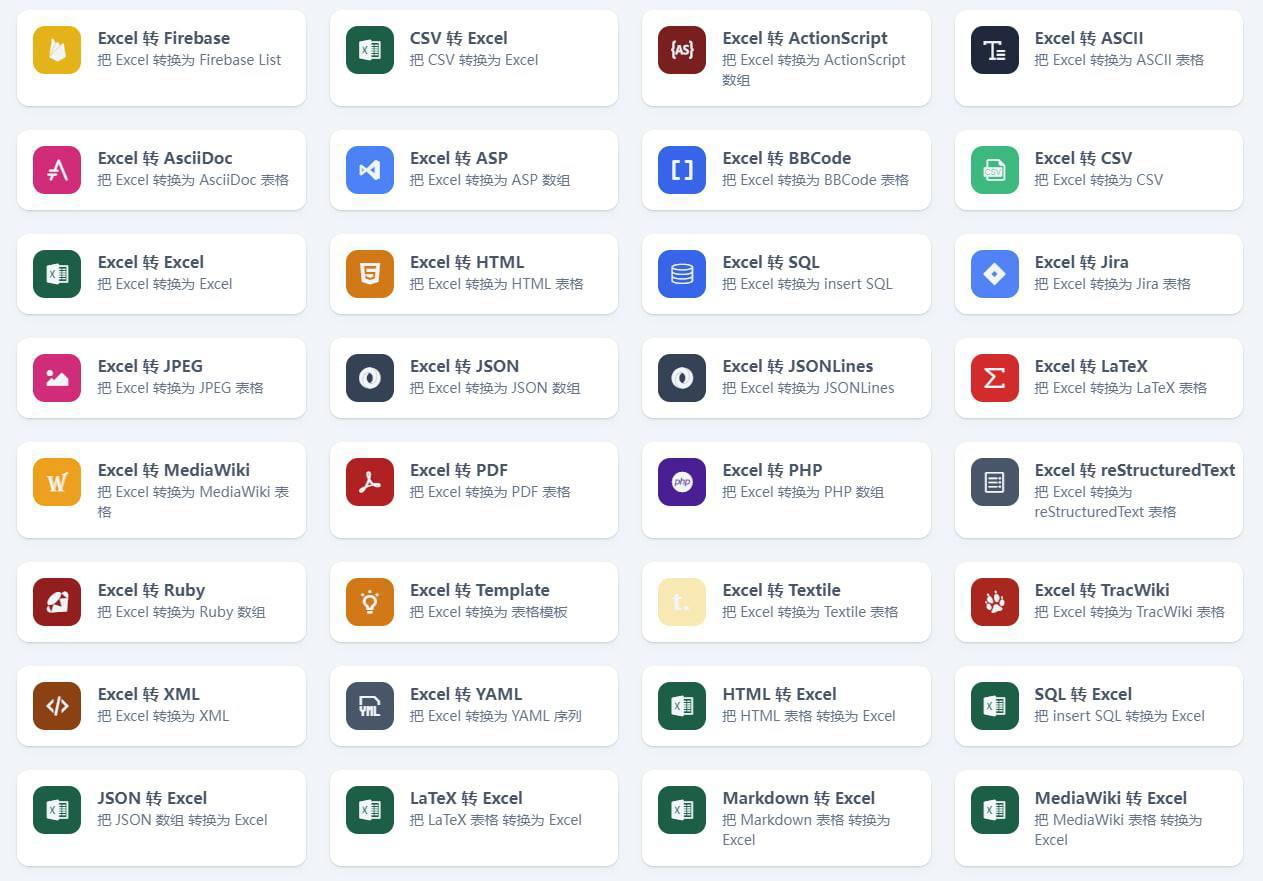 Excel 转 Firebase
把 Excel 转换为 Firebase List
CSV 转 Excel
把 CSV 转换为 Excel
{AS}
Excel 转 ActionScript
把 Excel 转换为 ActionScript
数组
T
Excel 转 ASCII
把 Excel 转换为 ASCII 表格
Excel 转 AsciiDoc
把 Excel 转换为 AsciiDoc 表格
Excel 转 ASP
把 Excel 转换为 ASP 数组
[]
Excel 转 BBCode
把 Excel 转换为 BBCode 表格
CSV
Excel 转 CSV
把 Excel 转换为 CSV
Excel 转 Excel
把 Excel 转换为 Excel
5
Excel 转 HTML
把 Excel 转换为 HTML 表格
Excel 转 SQL
把 Excel 转换为 insert SQL
Excel 转 Jira
把 Excel 转换为 Jira 表格
Excel 转 JPEG
把 Excel 转换为 JPEG 表格
Excel 转 JSON
把 Excel 转换为 JSON 数组
Excel 转 JSONLines
把 Excel 转换为 JSONLines
Σ
Excel 转 LaTeX
把 Excel 转换为 LaTeX 表格
W
Excel 转 MediaWiki
把 Excel 转换为 MediaWiki 表
格
Excel 转 PDF
把 Excel 转换为 PDF 表格
php
Excel 转 PHP
把 Excel 转换为 PHP 数组
Excel 转 reStructuredText
把 Excel 转换为
reStructuredText 表格
Excel 转 Ruby
把 Excel 转换为 Ruby 数组
Excel 转 Template
把 Excel 转换为 表格模板
t.
Excel 转 Textile
把 Excel 转换为 Textile 表格
Excel 转 TracWiki
把 Excel 转换为 TracWiki 表格
</>
Excel 转 XML
把 Excel 转换为 XML
YML
Excel 转 YAML
把 Excel 转换为 YAML 序列
X
HTML 转 Excel
把 HTML 表格 转换为 Excel
X
SQL 转 Excel
把 insert SQL 转换为 Excel
X
JSON 转 Excel
把 JSON 数组 转换为 Excel
X
LaTeX 转 Excel
把 LaTeX 表格 转换为 Excel
X
Markdown 转 Excel
把 Markdown 表格 转换为
Excel
X
MediaWiki 转 Excel
把 MediaWiki 表格 转换为
Excel